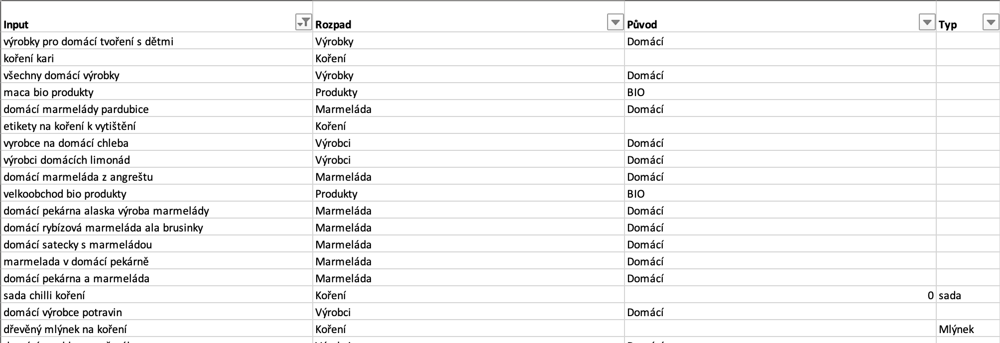 Input Rozpad Původ Typ
výrobky pro domácí tvoření s dětmi Výrobky Domácí
koření kari Koření
všechny domácí výrobky Výrobky Domácí
maca bio produkty Produkty BIO
domácí marmelády pardubice Marmeláda Domácí
etikety na koření k vytištění Koření
vyrobce na domácí chleba Výrobci Domácí
výrobci domácích limonád Výrobci Domácí
domácí marmeláda z angreštu Marmeláda Domácí
velkoobchod bio produkty Produkty BIO
domácí pekárna alaska výroba marmelády Marmeláda Domácí
domácí rybízová marmeláda ala brusinky Marmeláda Domácí
domácí satecky s marmeládou Marmeláda Domácí
marmelada v domácí pekárně Marmeláda Domácí
domácí pekárna a marmeláda Marmeláda Domácí
sada chilli koření Koření 0 sada
domácí výrobce potravin Výrobci Domácí
dřevěný mlýnek na koření Koření Mlýnek